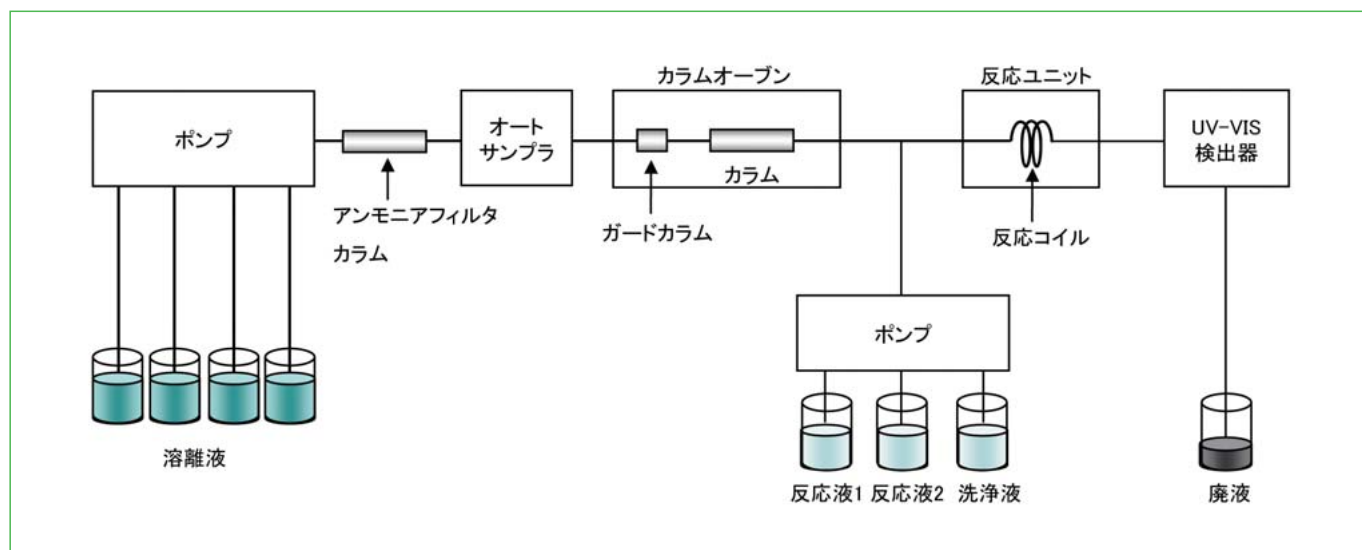 カラムオーブン
反応ユニット
ポンプ
オート
サンプラ
UV-VIS
検出器
カラム
アンモニアフィルタ
カラム
ガードカラム
反応コイル
ポンプ
溶離液
反応液1
反応液2
洗浄液
廃液